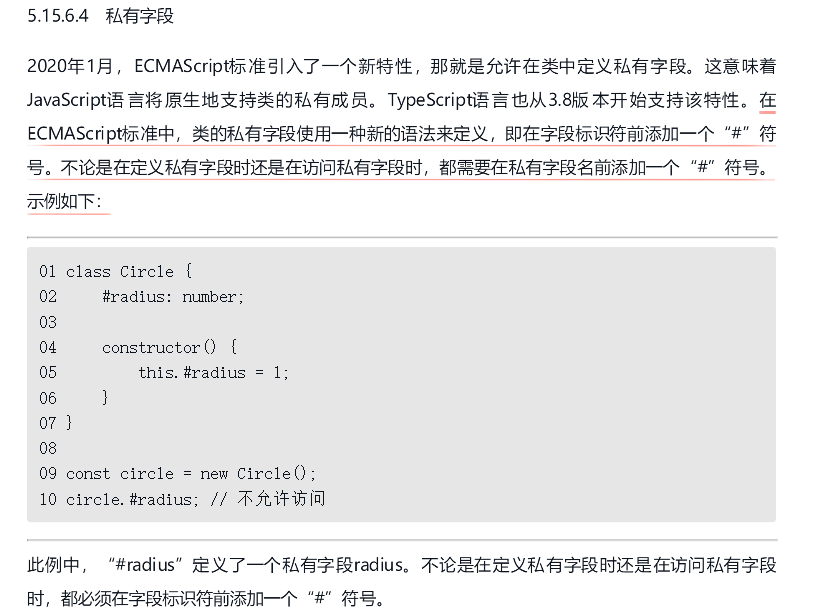 5.15.6.4 私有字段
2020年1月，ECMAScript标准引入了一个新特性，那就是允许在类中定义私有字段。这意味着
JavaScript语言将原生地支持类的私有成员。TypeScript语言也从3.8版本开始支持该特性。在
ECMAScript标准中，类的私有字段使用一种新的语法来定义，即在字段标识符前添加一个“#”符
号。不论是在定义私有字段时还是在访问私有字段时，都需要在私有字段名前添加一个“#”符号。
示例如下：
01 class Circle {
02     #radius: number;
03
04     constructor() {
05         this.#radius = 1;
06     }
07 }
08
09 const circle = new Circle();
10 circle.#radius; // 不允许访问
此例中，“#radius”定义了一个私有字段radius。不论是在定义私有字段时还是在访问私有字段
时，都必须在字段标识符前添加一个“#”符号。